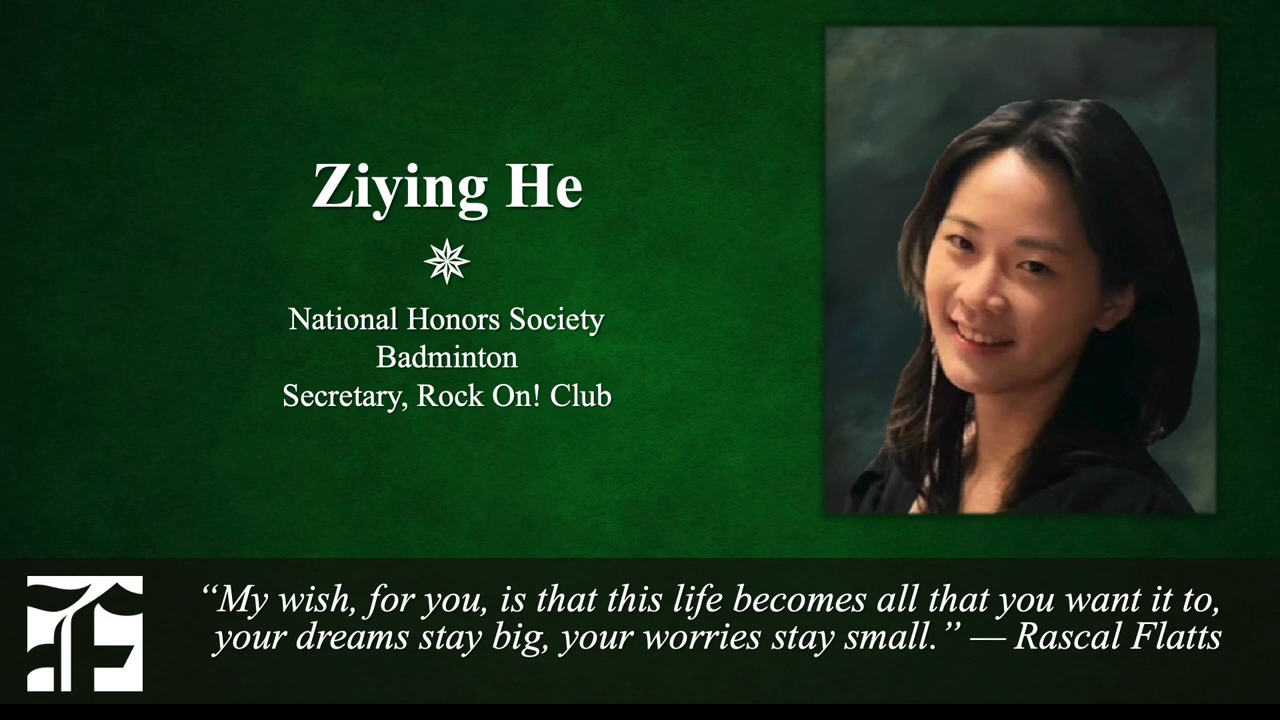 Ziying He
National Honors Society
Badminton
Secretary, Rock On! Club
“My wish, for you, is that this life becomes all that you want it to,
your dreams stay big, your worries stay small.” — Rascal Flatts